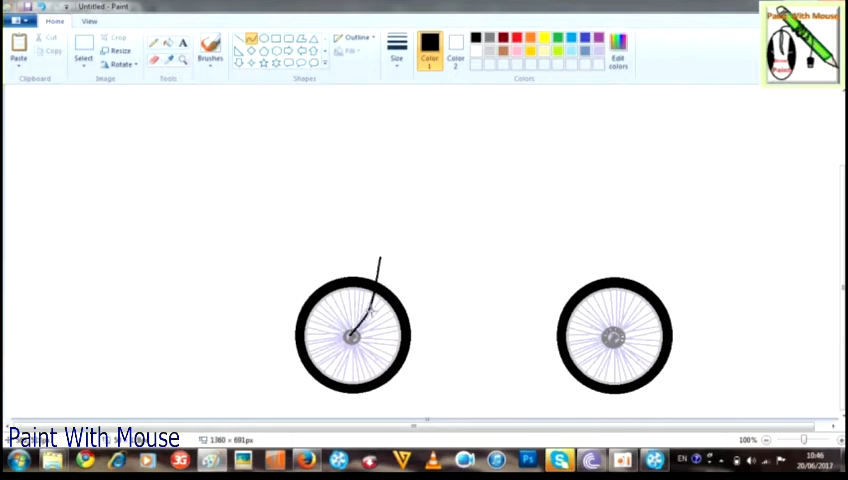 Untitled - Paint
Home View
Paste
Cut
Copy
Clipboard
Select
Crop
Resize
Rotate
Image
Tools
Brushes
Shapes
Outline
Fill
Size
Color 1
Color 2
Edit colors
Colors
Paint With Mouse
Paint With Mouse
1360 × 691px
100%
EN
10:46
20/06/2017